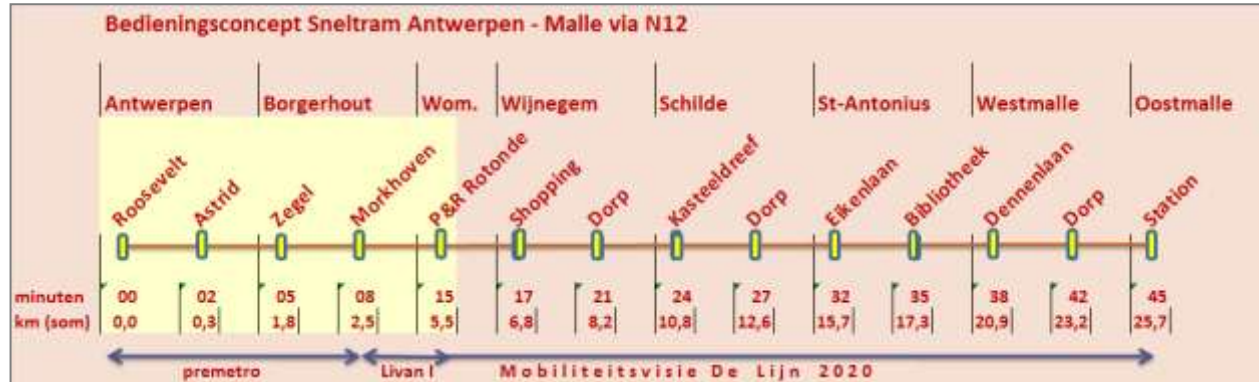 Bedieningsconcept Sneltram Antwerpen - Malle via N12
Antwerpen Borgerhout Wom. Wijnegem Schilde St-Antonius Westmalle Oostmalle
Roosevelt Astrid Zegel Morkhoven P&R Rotonde Shopping Dorp Kasteeldreef Dorp Eikenlaan Bibliotheek Dennenlaan Dorp Station
minuten 00 02 05 08 15 17 21 24 27 32 35 38 42 45
km (som) 0,0 0,3 1,8 2,5 5,5 6,8 8,2 10,8 12,6 15,7 17,3 20,9 23,2 25,7
premetro Livan I Mobiliteitsvisie De Lijn 2020